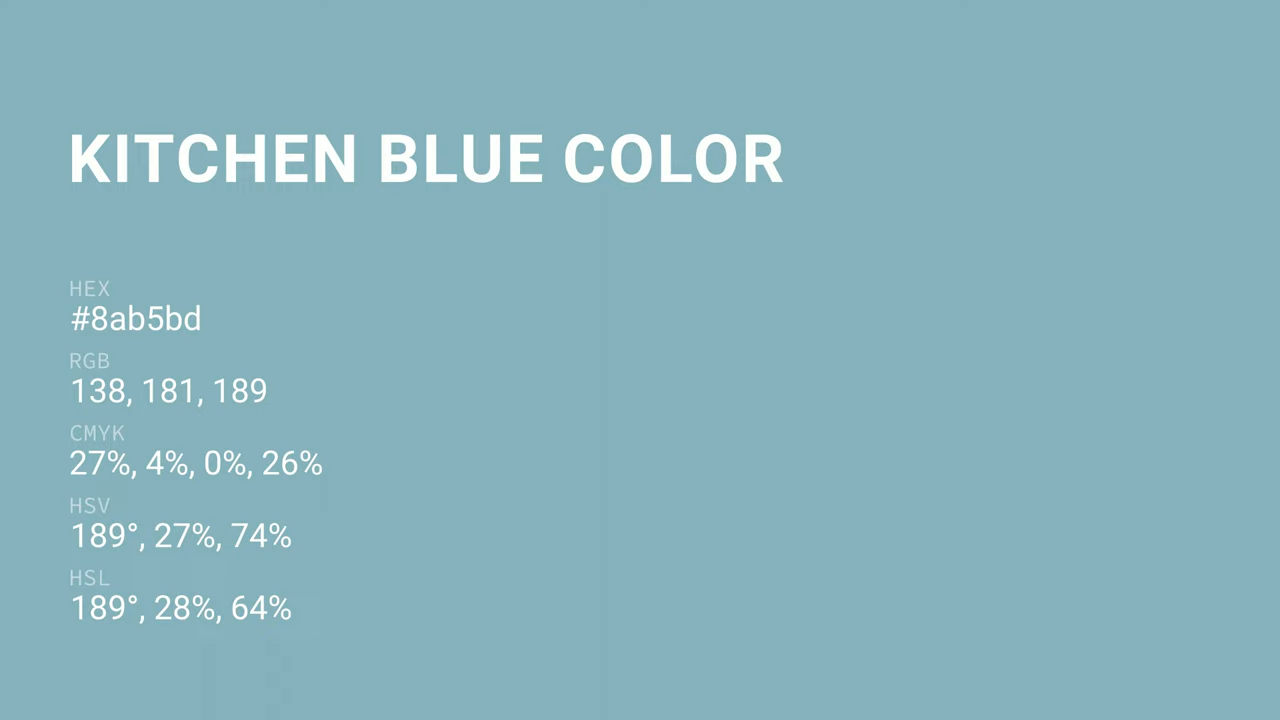 KITCHEN BLUE COLOR
HEX
#8ab5bd
RGB
138, 181, 189
CMYK
27%, 4%, 0%, 26%
HSV
189°, 27%, 74%
HSL
189°, 28%, 64%